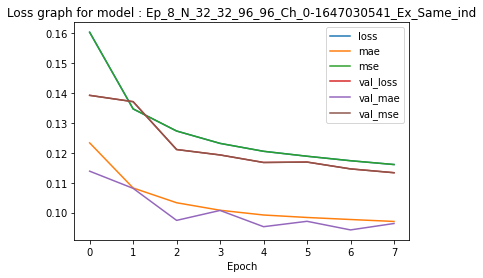 Loss graph for model : Ep_8_N_32_32_96_96_Ch_0-1647030541_Ex_Same_ind
0.16
0.15
0.14
0.13
0.12
0.11
0.10
loss
mae
mse
val_loss
val_mae
val_mse
0 1 2 3 4 5 6 7
Epoch